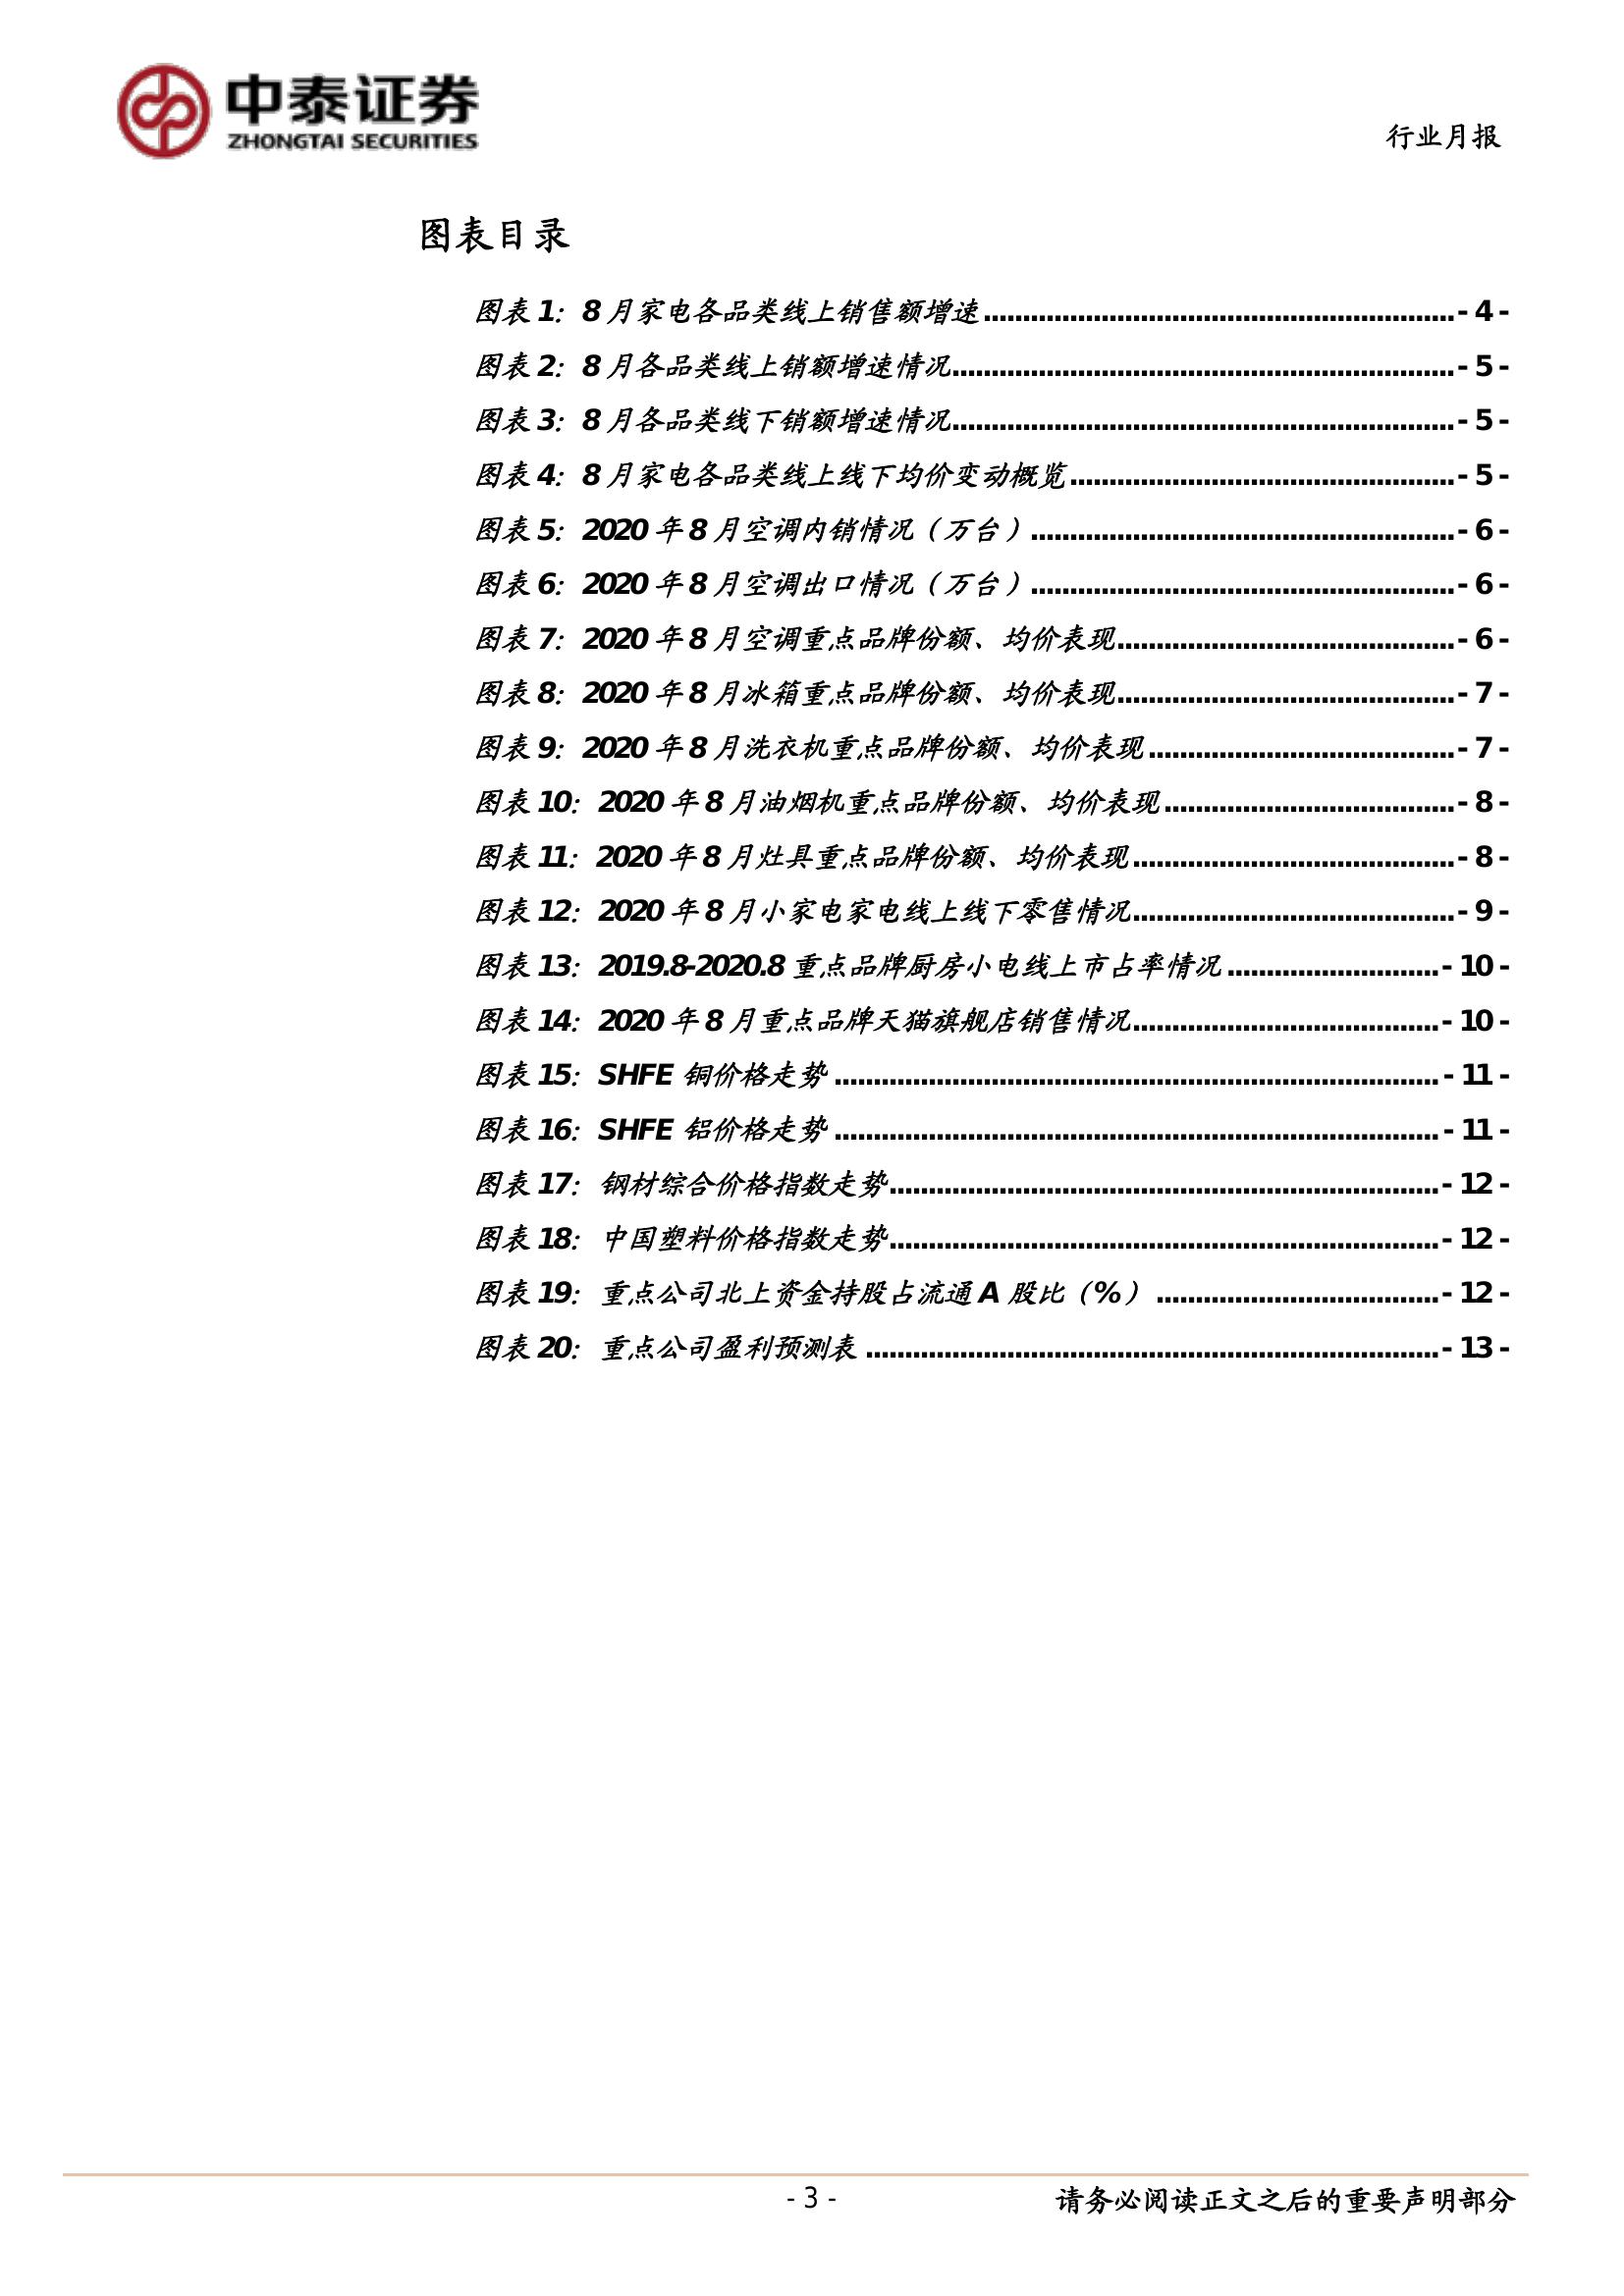 中泰证券
ZHONGTAI SECURITIES
行业月报
图表目录
图表 1：8 月家电各品类线上销售额增速 - 4 -
图表 2：8 月各品类线上销额增速情况 - 5 -
图表 3：8 月各品类线下销额增速情况 - 5 -
图表 4：8 月家电各品类线上线下均价变动概览 - 5 -
图表 5：2020 年 8 月空调内销情况（万台） - 6 -
图表 6：2020 年 8 月空调出口情况（万台） - 6 -
图表 7：2020 年 8 月空调重点品牌份额、均价表现 - 6 -
图表 8：2020 年 8 月冰箱重点品牌份额、均价表现 - 7 -
图表 9：2020 年 8 月洗衣机重点品牌份额、均价表现 - 7 -
图表 10：2020 年 8 月油烟机重点品牌份额、均价表现 - 8 -
图表 11：2020 年 8 月灶具重点品牌份额、均价表现 - 8 -
图表 12：2020 年 8 月小家电家电线上线下零售情况 - 9 -
图表 13：2019.8-2020.8 重点品牌厨房小电线上市占率情况 - 10 -
图表 14：2020 年 8 月重点品牌天猫旗舰店销售情况 - 10 -
图表 15：SHFE 铜价格走势 - 11 -
图表 16：SHFE 铝价格走势 - 11 -
图表 17：钢材综合价格指数走势 - 12 -
图表 18：中国塑料价格指数走势 - 12 -
图表 19：重点公司北上资金持股占流通 A 股比（%） - 12 -
图表 20：重点公司盈利预测表 - 13 -
- 3 -
请务必阅读正文之后的重要声明部分